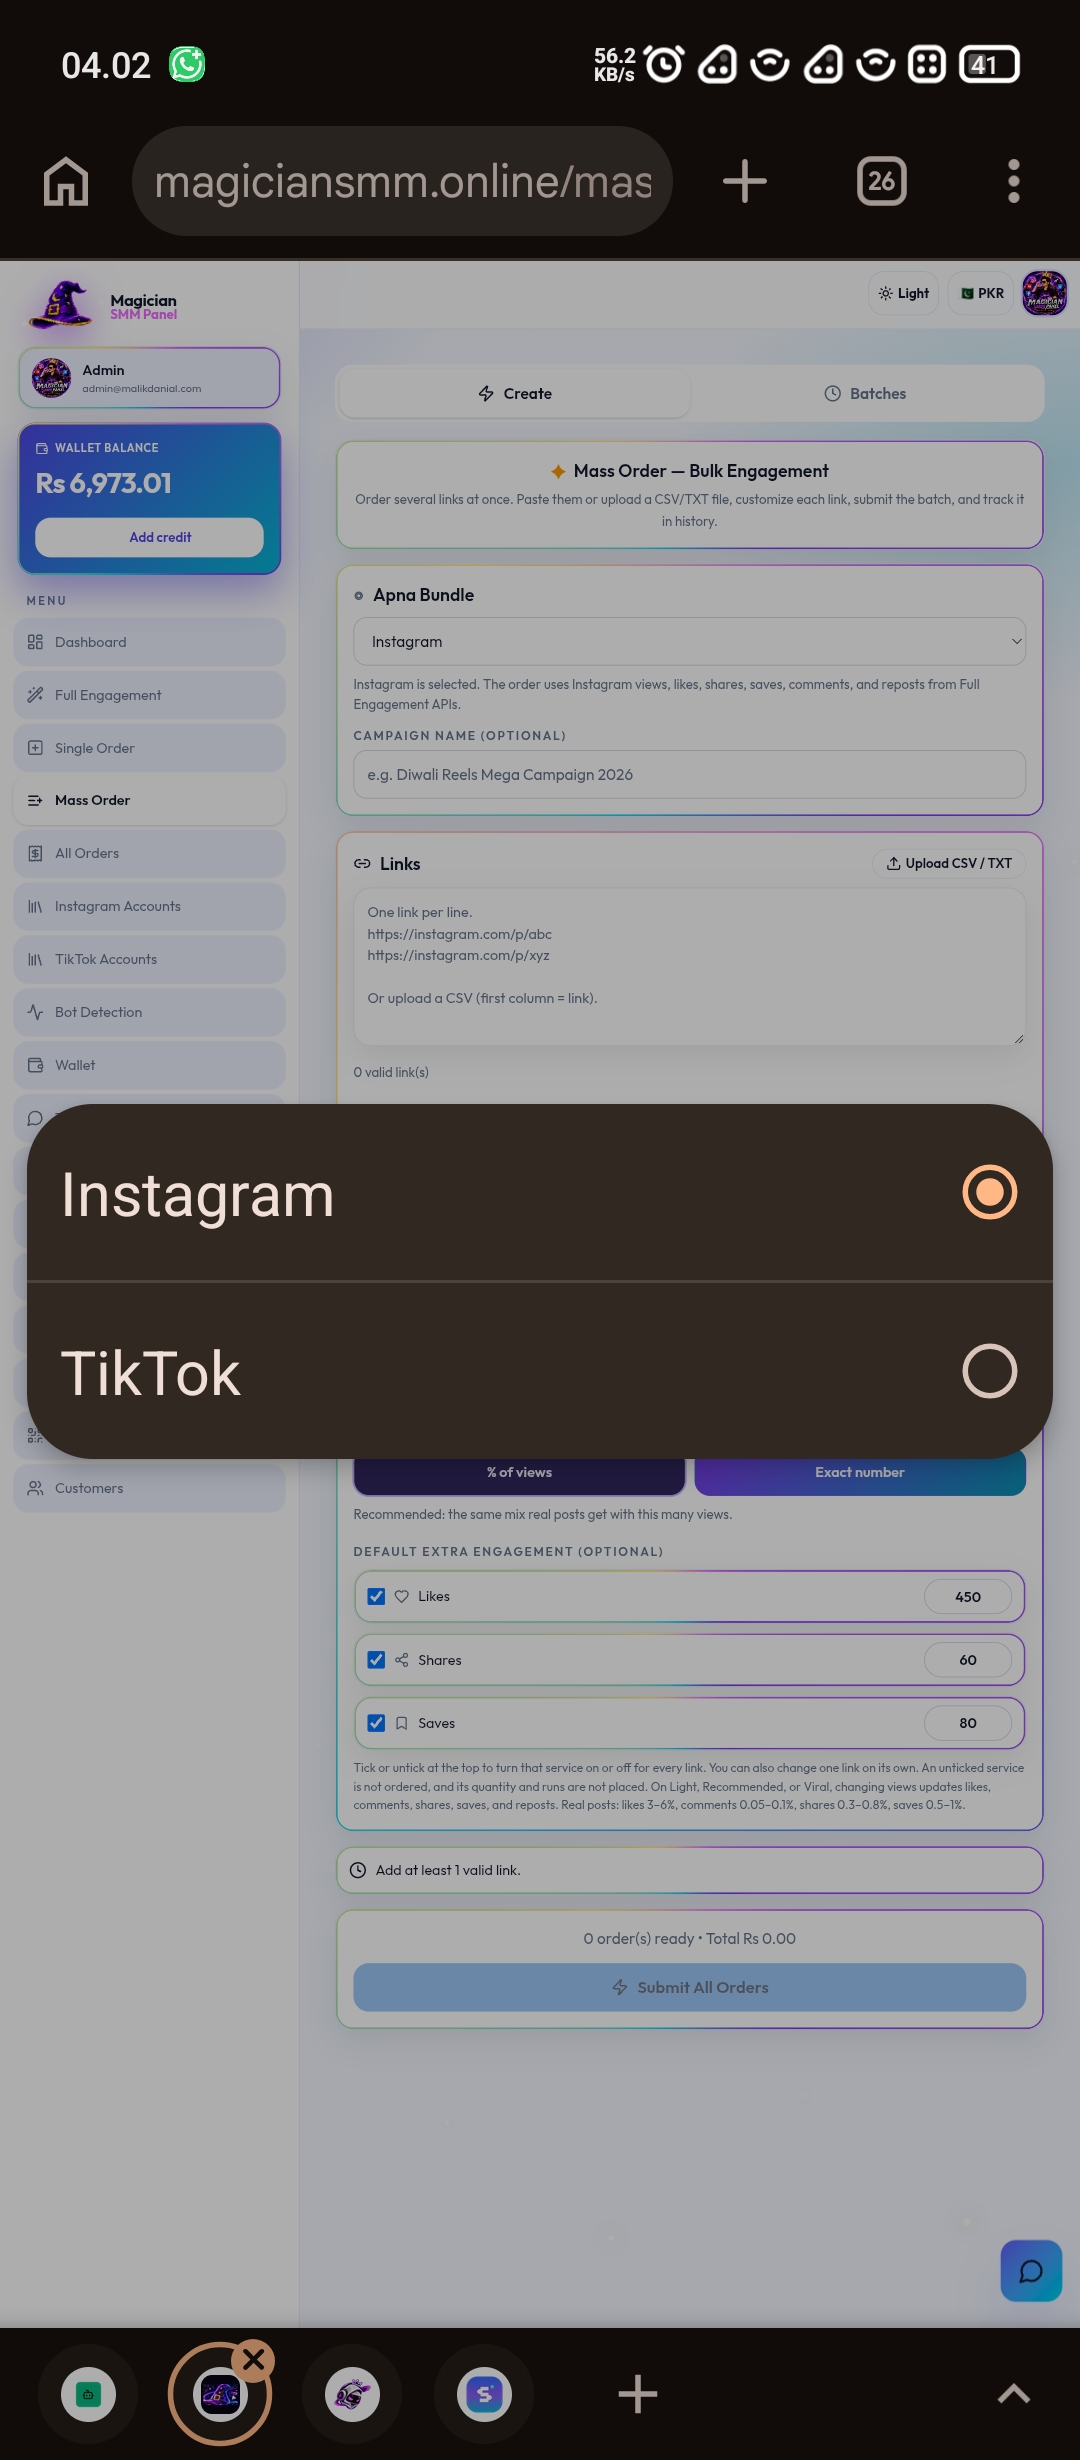 04.02
56.2 KB/s
41
magiciansmm.online/mas
26
Magician
SMM Panel
Light
PKR
Admin
admin@malikdanial.com
WALLET BALANCE
Rs 6,973.01
Add credit
MENU
Dashboard
Full Engagement
Single Order
Mass Order
All Orders
Instagram Accounts
TikTok Accounts
Bot Detection
Wallet
Customers
Create
Batches
Mass Order — Bulk Engagement
Order several links at once. Paste them or upload a CSV/TXT file, customize each link, submit the batch, and track it
in history.
Apna Bundle
Instagram
Instagram is selected. The order uses Instagram views, likes, shares, saves, comments, and reposts from Full
Engagement APIs.
CAMPAIGN NAME (OPTIONAL)
e.g. Diwali Reels Mega Campaign 2026
Links
Upload CSV / TXT
One link per line.
https://instagram.com/p/abc
https://instagram.com/p/xyz
Or upload a CSV (first column = link).
0 valid link(s)
Instagram
TikTok
% of views
Exact number
Recommended: the same mix real posts get with this many views.
DEFAULT EXTRA ENGAGEMENT (OPTIONAL)
Likes
450
Shares
60
Saves
80
Tick or untick at the top to turn that service on or off for every link. You can also change one link on its own. An unticked service
is not ordered, and its quantity and runs are not placed. On Light, Recommended, or Viral, changing views updates likes,
comments, shares, saves, and reposts. Real posts: likes 3–6%, comments 0.05–0.1%, shares 0.3–0.8%, saves 0.5–1%.
Add at least 1 valid link.
0 order(s) ready • Total Rs 0.00
Submit All Orders